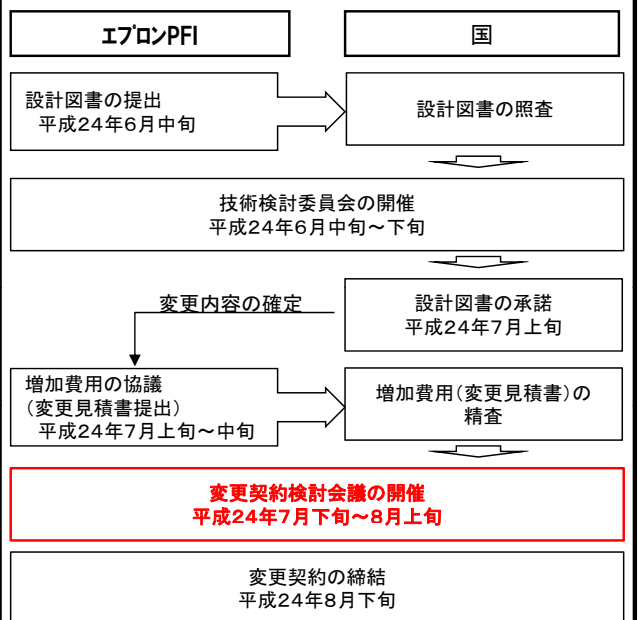 エプロンPFI
国
設計図書の提出
平成24年6月中旬
設計図書の照査
技術検討委員会の開催
平成24年6月中旬～下旬
設計図書の承諾
平成24年7月上旬
変更内容の確定
増加費用の協議
（変更見積書提出）
平成24年7月上旬～中旬
増加費用（変更見積書）の
精査
変更契約検討会議の開催
平成24年7月下旬～8月上旬
変更契約の締結
平成24年8月下旬